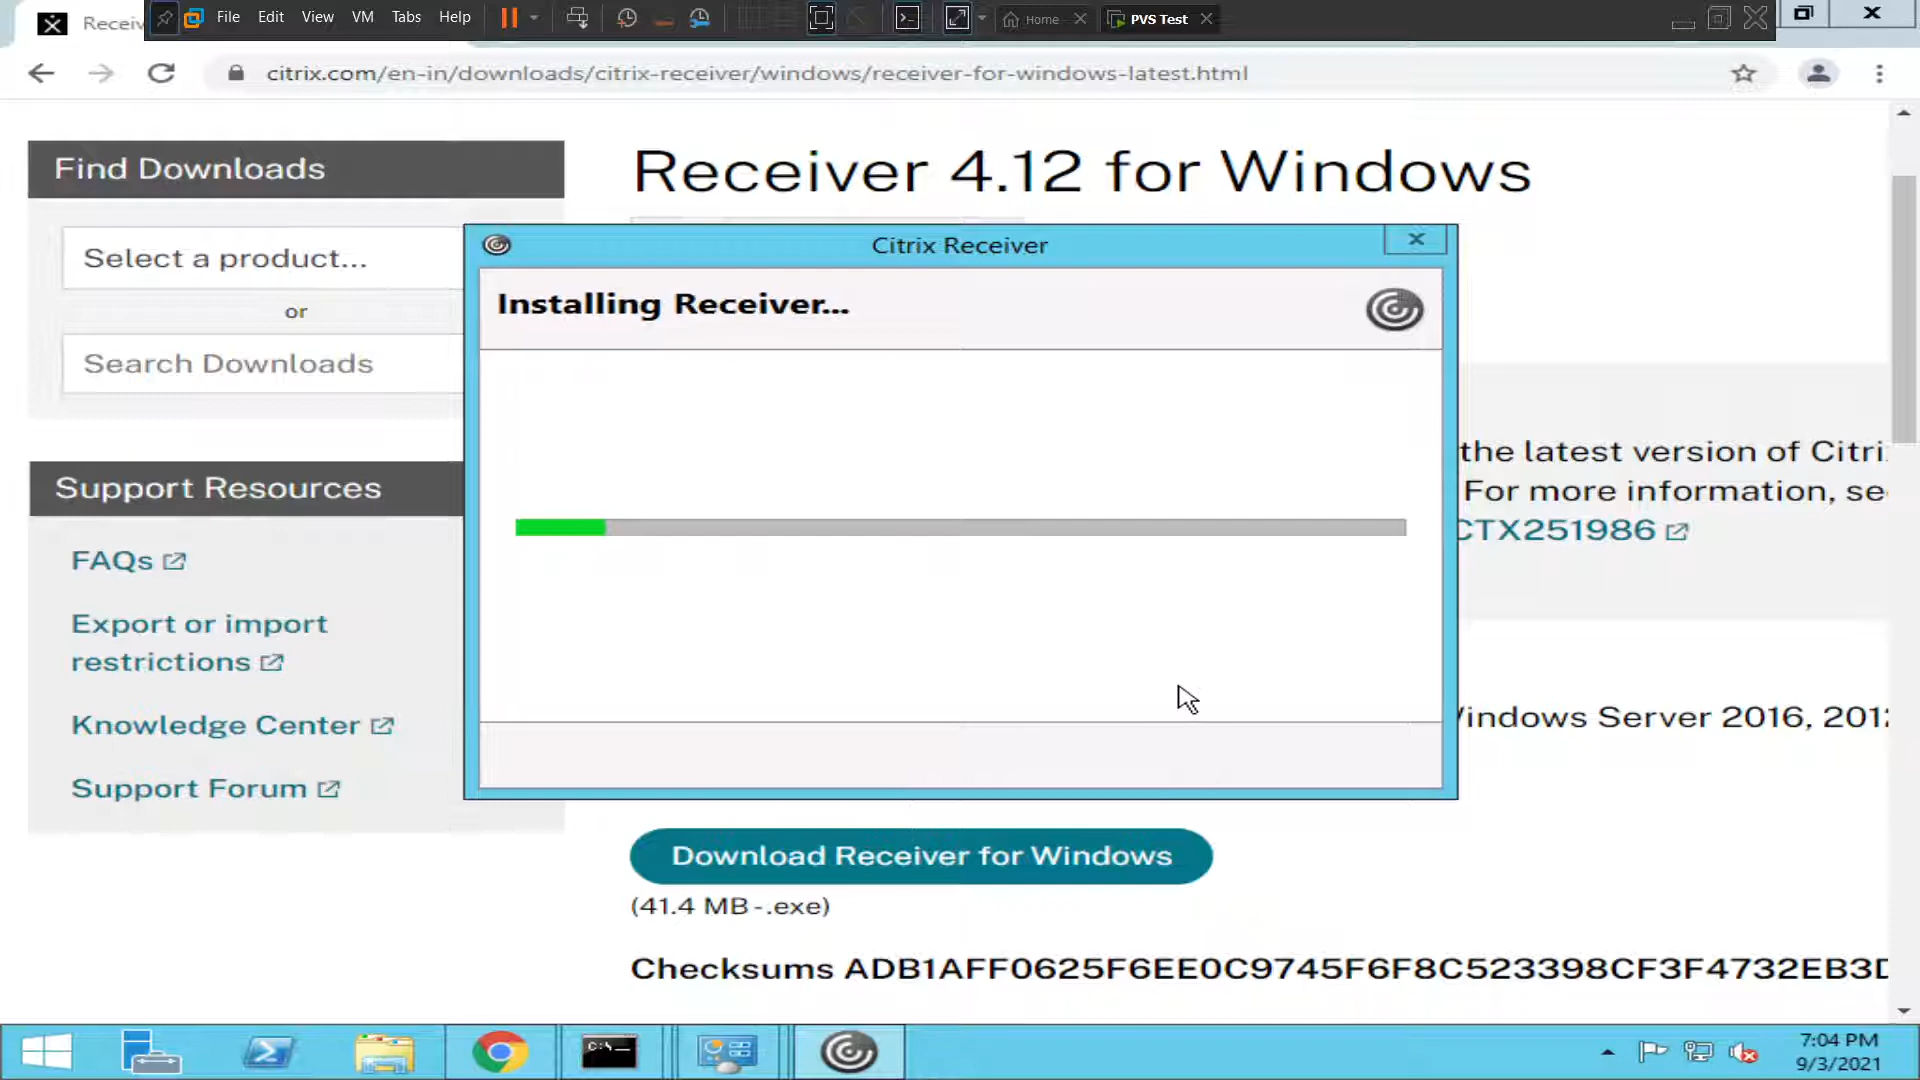 Receiv
File Edit View VM Tabs Help
Home
PVS Test
citrix.com/en-in/downloads/citrix-receiver/windows/receiver-for-windows-latest.html
Find Downloads
Select a product...
or
Search Downloads
Support Resources
FAQs
Export or import
restrictions
Knowledge Center
Support Forum
Receiver 4.12 for Windows
Citrix Receiver
Installing Receiver...
the latest version of Citri
For more information, se
CTX251986
Windows Server 2016, 2012
Download Receiver for Windows
(41.4 MB - .exe)
Checksums ADB1AFF0625F6EE0C9745F6F8C523398CF3F4732EB3D
C:\
7:04 PM
9/3/2021